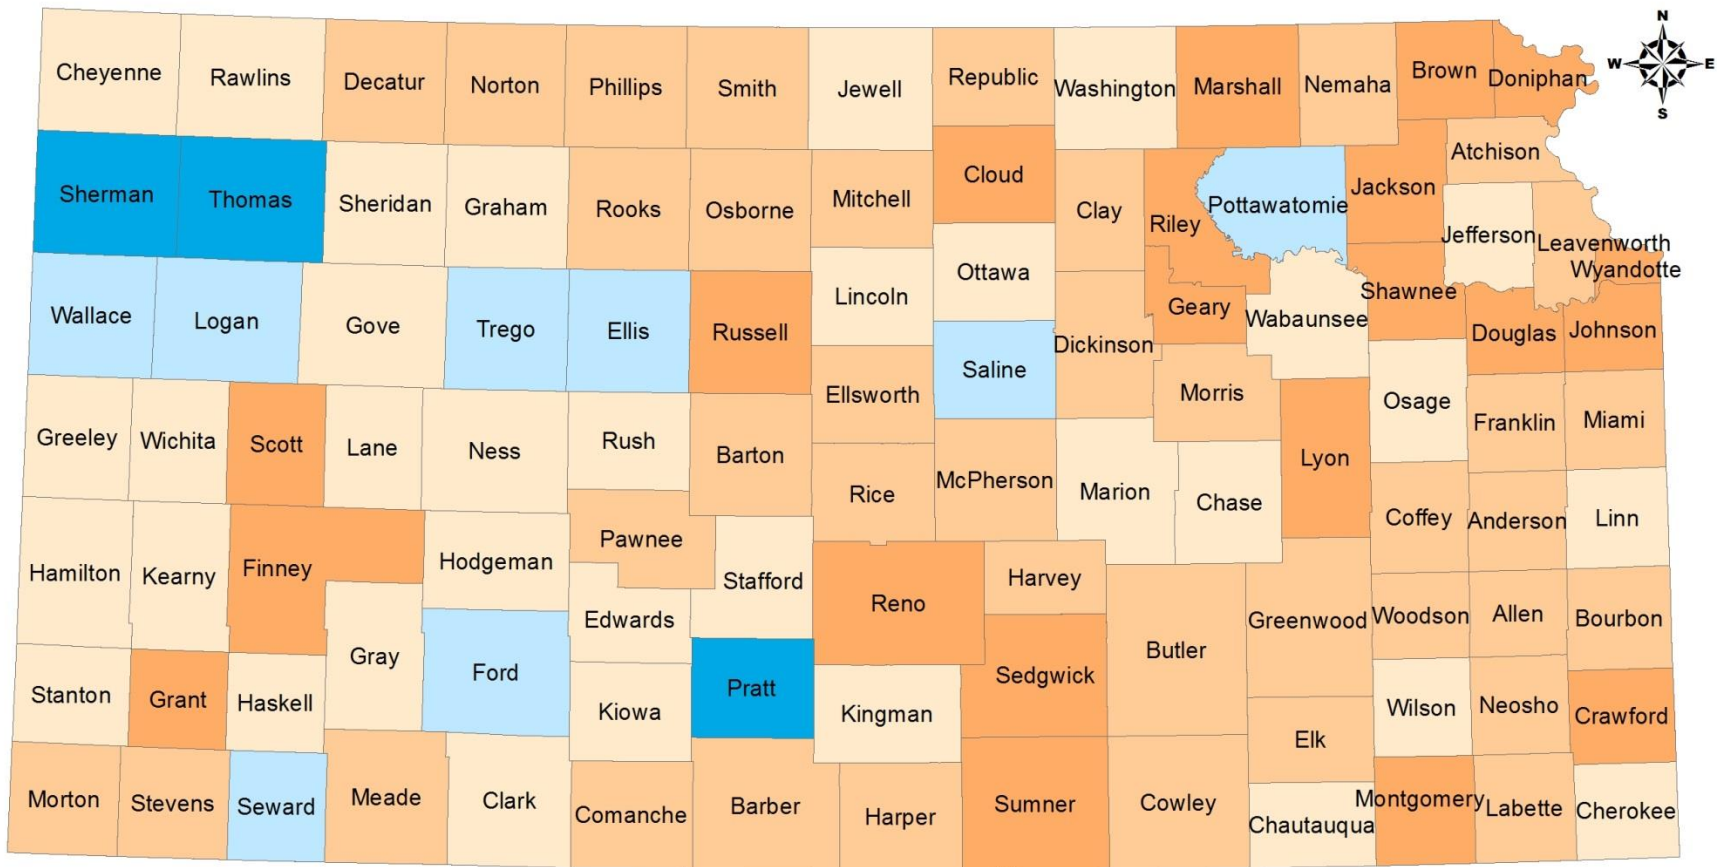 N
W E
S
Cheyenne
Rawlins
Decatur
Norton
Phillips
Smith
Jewell
Republic
Washington
Marshall
Nemaha
Brown
Doniphan
Sherman
Thomas
Sheridan
Graham
Rooks
Osborne
Mitchell
Cloud
Clay
Riley
Pottawatomie
Jackson
Atchison
Jefferson
Leavenworth
Wyandotte
Ottawa
Lincoln
Wallace
Logan
Gove
Trego
Ellis
Russell
Saline
Dickinson
Geary
Wabaunsee
Shawnee
Douglas
Johnson
Ellsworth
Morris
Osage
Franklin
Miami
Greeley
Wichita
Scott
Lane
Ness
Rush
Barton
Rice
McPherson
Marion
Chase
Lyon
Coffey
Anderson
Linn
Hamilton
Kearny
Finney
Hodgeman
Pawnee
Stafford
Edwards
Reno
Harvey
Greenwood
Woodson
Allen
Bourbon
Gray
Ford
Butler
Sedgwick
Stanton
Grant
Haskell
Kiowa
Pratt
Kingman
Elk
Wilson
Neosho
Crawford
Morton
Stevens
Seward
Meade
Clark
Comanche
Barber
Harper
Sumner
Cowley
Chautauqua
Montgomery
Labette
Cherokee